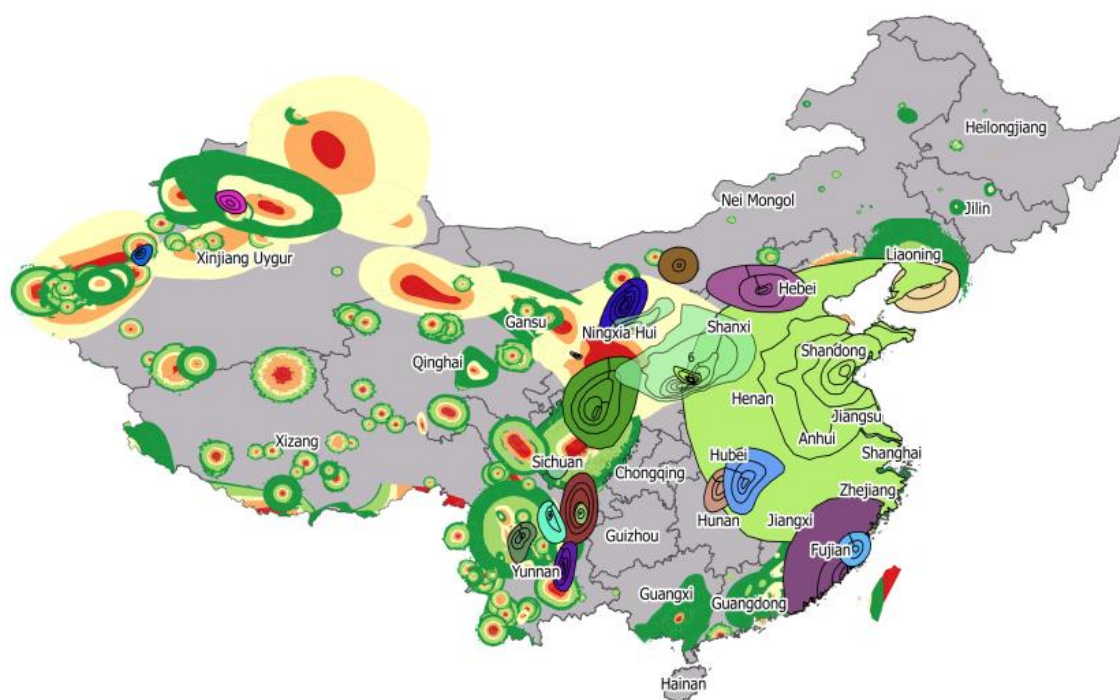 Heilongjiang
Nei Mongol
Jilin
Liaoning
Xinjiang Uygur
Hebei
Gansu
Ningxia Hui
Shanxi
6
Shandong
Qinghai
Henan
Jiangsu
Anhui
Xizang
Sichuan
Chongqing
Hubei
Shanghai
Zhejiang
Hunan
Jiangxi
Guizhou
Fujian
Yunnan
Guangxi
Guangdong
Hainan